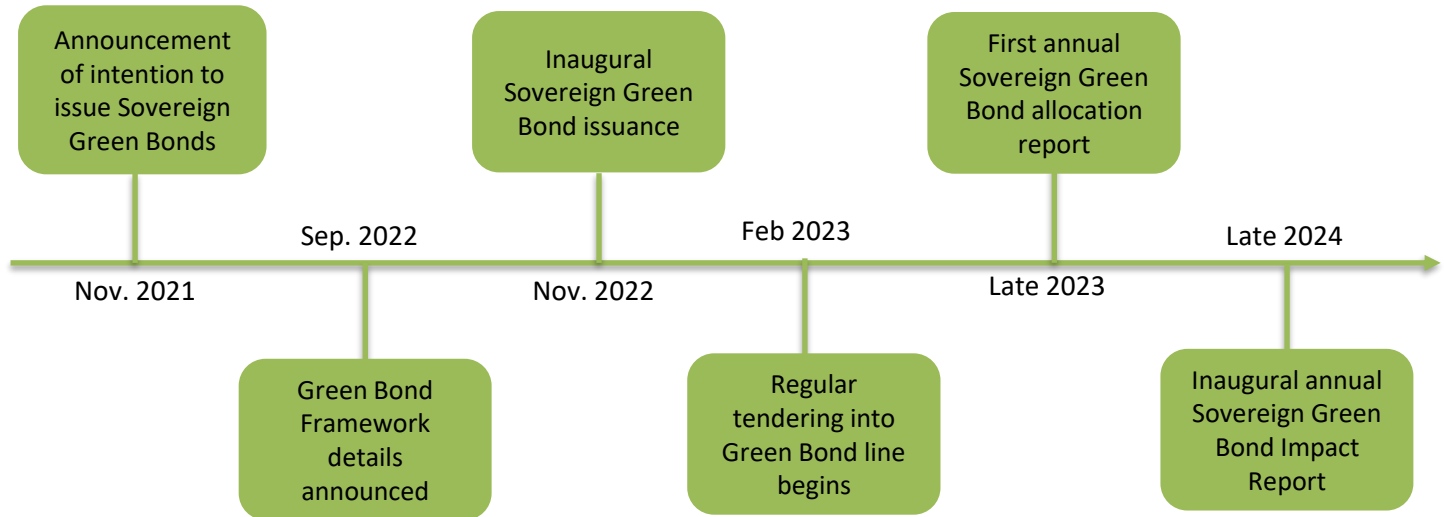 Announcement
of intention to
issue Sovereign
Green Bonds
Inaugural
Sovereign Green
Bond issuance
First annual
Sovereign Green
Bond allocation
report
Sep. 2022
Feb 2023
Late 2024
Nov. 2021
Nov. 2022
Late 2023
Green Bond
Framework
details
announced
Regular
tendering into
Green Bond line
begins
Inaugural annual
Sovereign Green
Bond Impact
Report